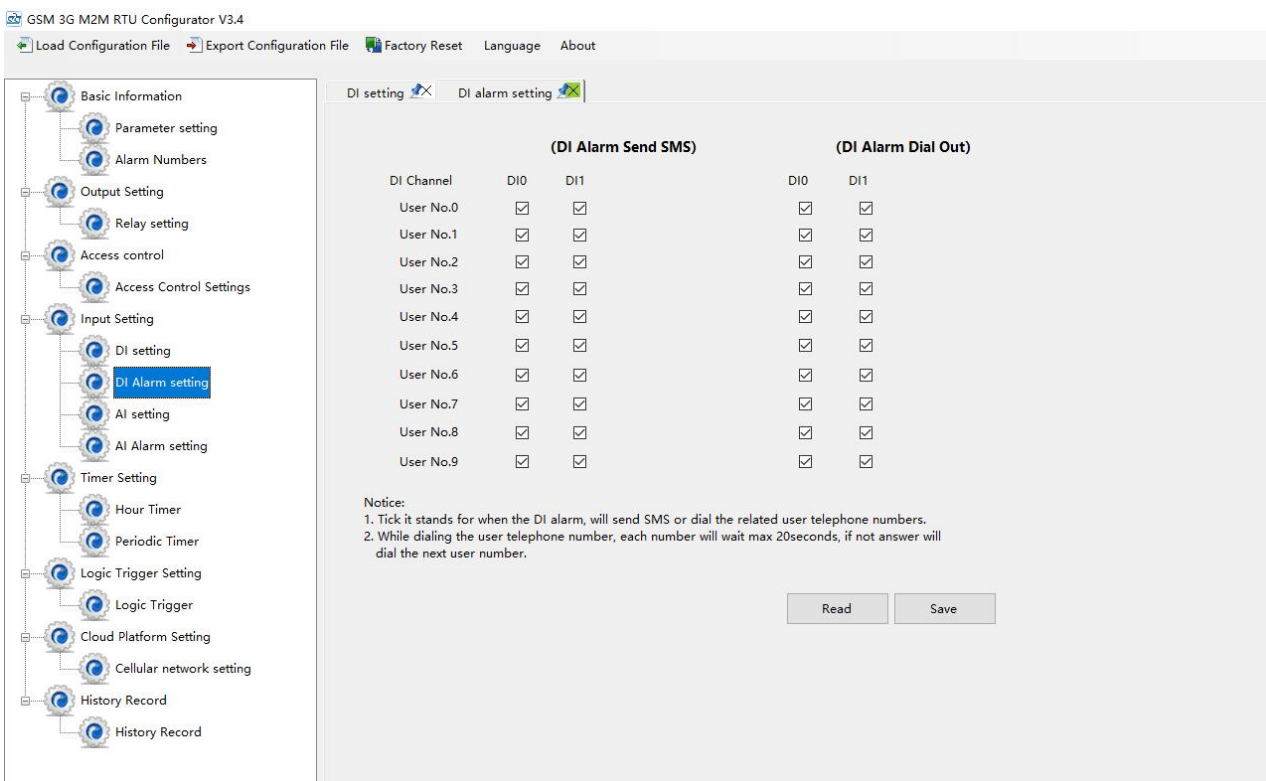 GSM 3G M2M RTU Configurator V3.4
Load Configuration File Export Configuration File Factory Reset Language About
Basic Information
Parameter setting
Alarm Numbers
Output Setting
Relay setting
Access control
Access Control Settings
Input Setting
DI setting
DI Alarm setting
AI setting
AI Alarm setting
Timer Setting
Hour Timer
Periodic Timer
Logic Trigger Setting
Logic Trigger
Cloud Platform Setting
Cellular network setting
History Record
History Record
DI setting DI alarm setting
(DI Alarm Send SMS) (DI Alarm Dial Out)
DI Channel DI0 DI1 DI0 DI1
User No.0
User No.1
User No.2
User No.3
User No.4
User No.5
User No.6
User No.7
User No.8
User No.9
Notice:
1. Tick it stands for when the DI alarm, will send SMS or dial the related user telephone numbers.
2. While dialing the user telephone number, each number will wait max 20seconds, if not answer will
dial the next user number.
Read Save